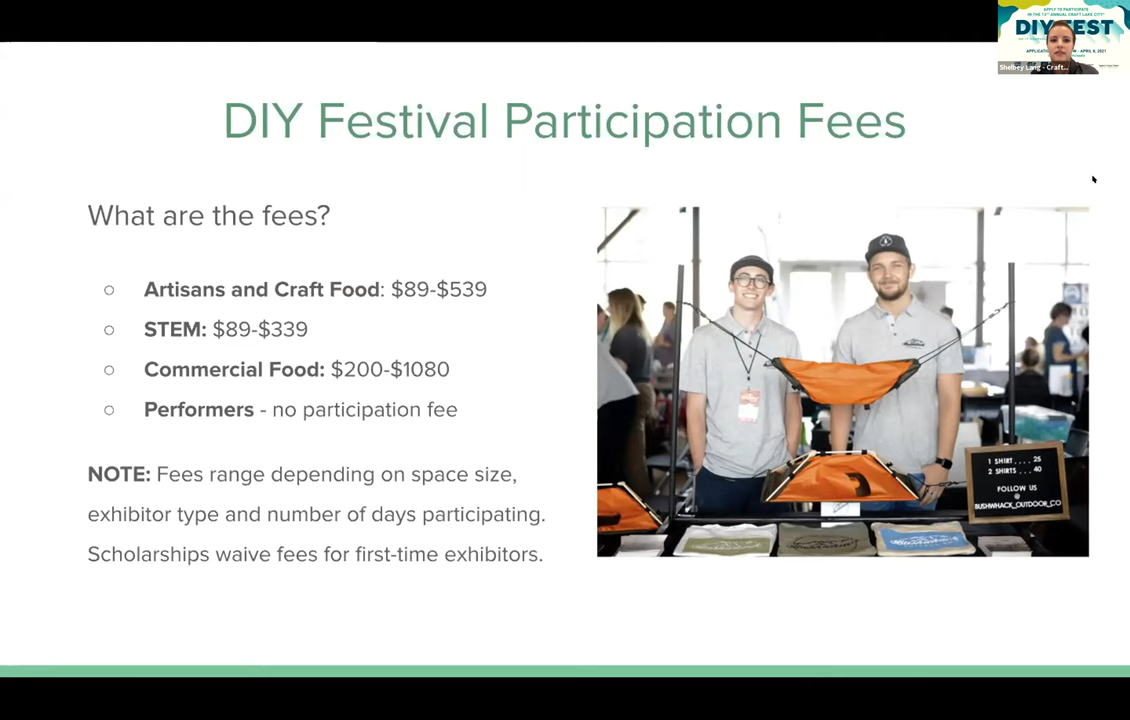 APPLY TO PARTICIPATE
IN THE 13TH ANNUAL CRAFT LAKE CITY®
DIY FEST
APRIL 8, 2021
Shelbey Lang - Craft...
DIY Festival Participation Fees
What are the fees?
○ Artisans and Craft Food: $89-$539
○ STEM: $89-$339
○ Commercial Food: $200-$1080
○ Performers - no participation fee
NOTE: Fees range depending on space size,
exhibitor type and number of days participating.
Scholarships waive fees for first-time exhibitors.
1 SHIRT .... 25
2 SHIRTS .. 40
FOLLOW US
@
BUSHWHACK_OUTDOOR_CO